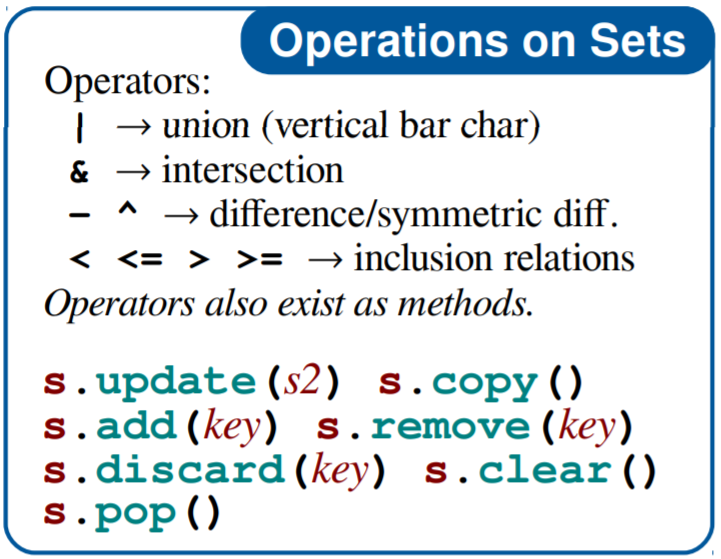 Operations on Sets
Operators:
| → union (vertical bar char)
& → intersection
- ^ → difference/symmetric diff.
< <= > >= → inclusion relations
Operators also exist as methods.
s.update(s2) s.copy()
s.add(key) s.remove(key)
s.discard(key) s.clear()
s.pop()